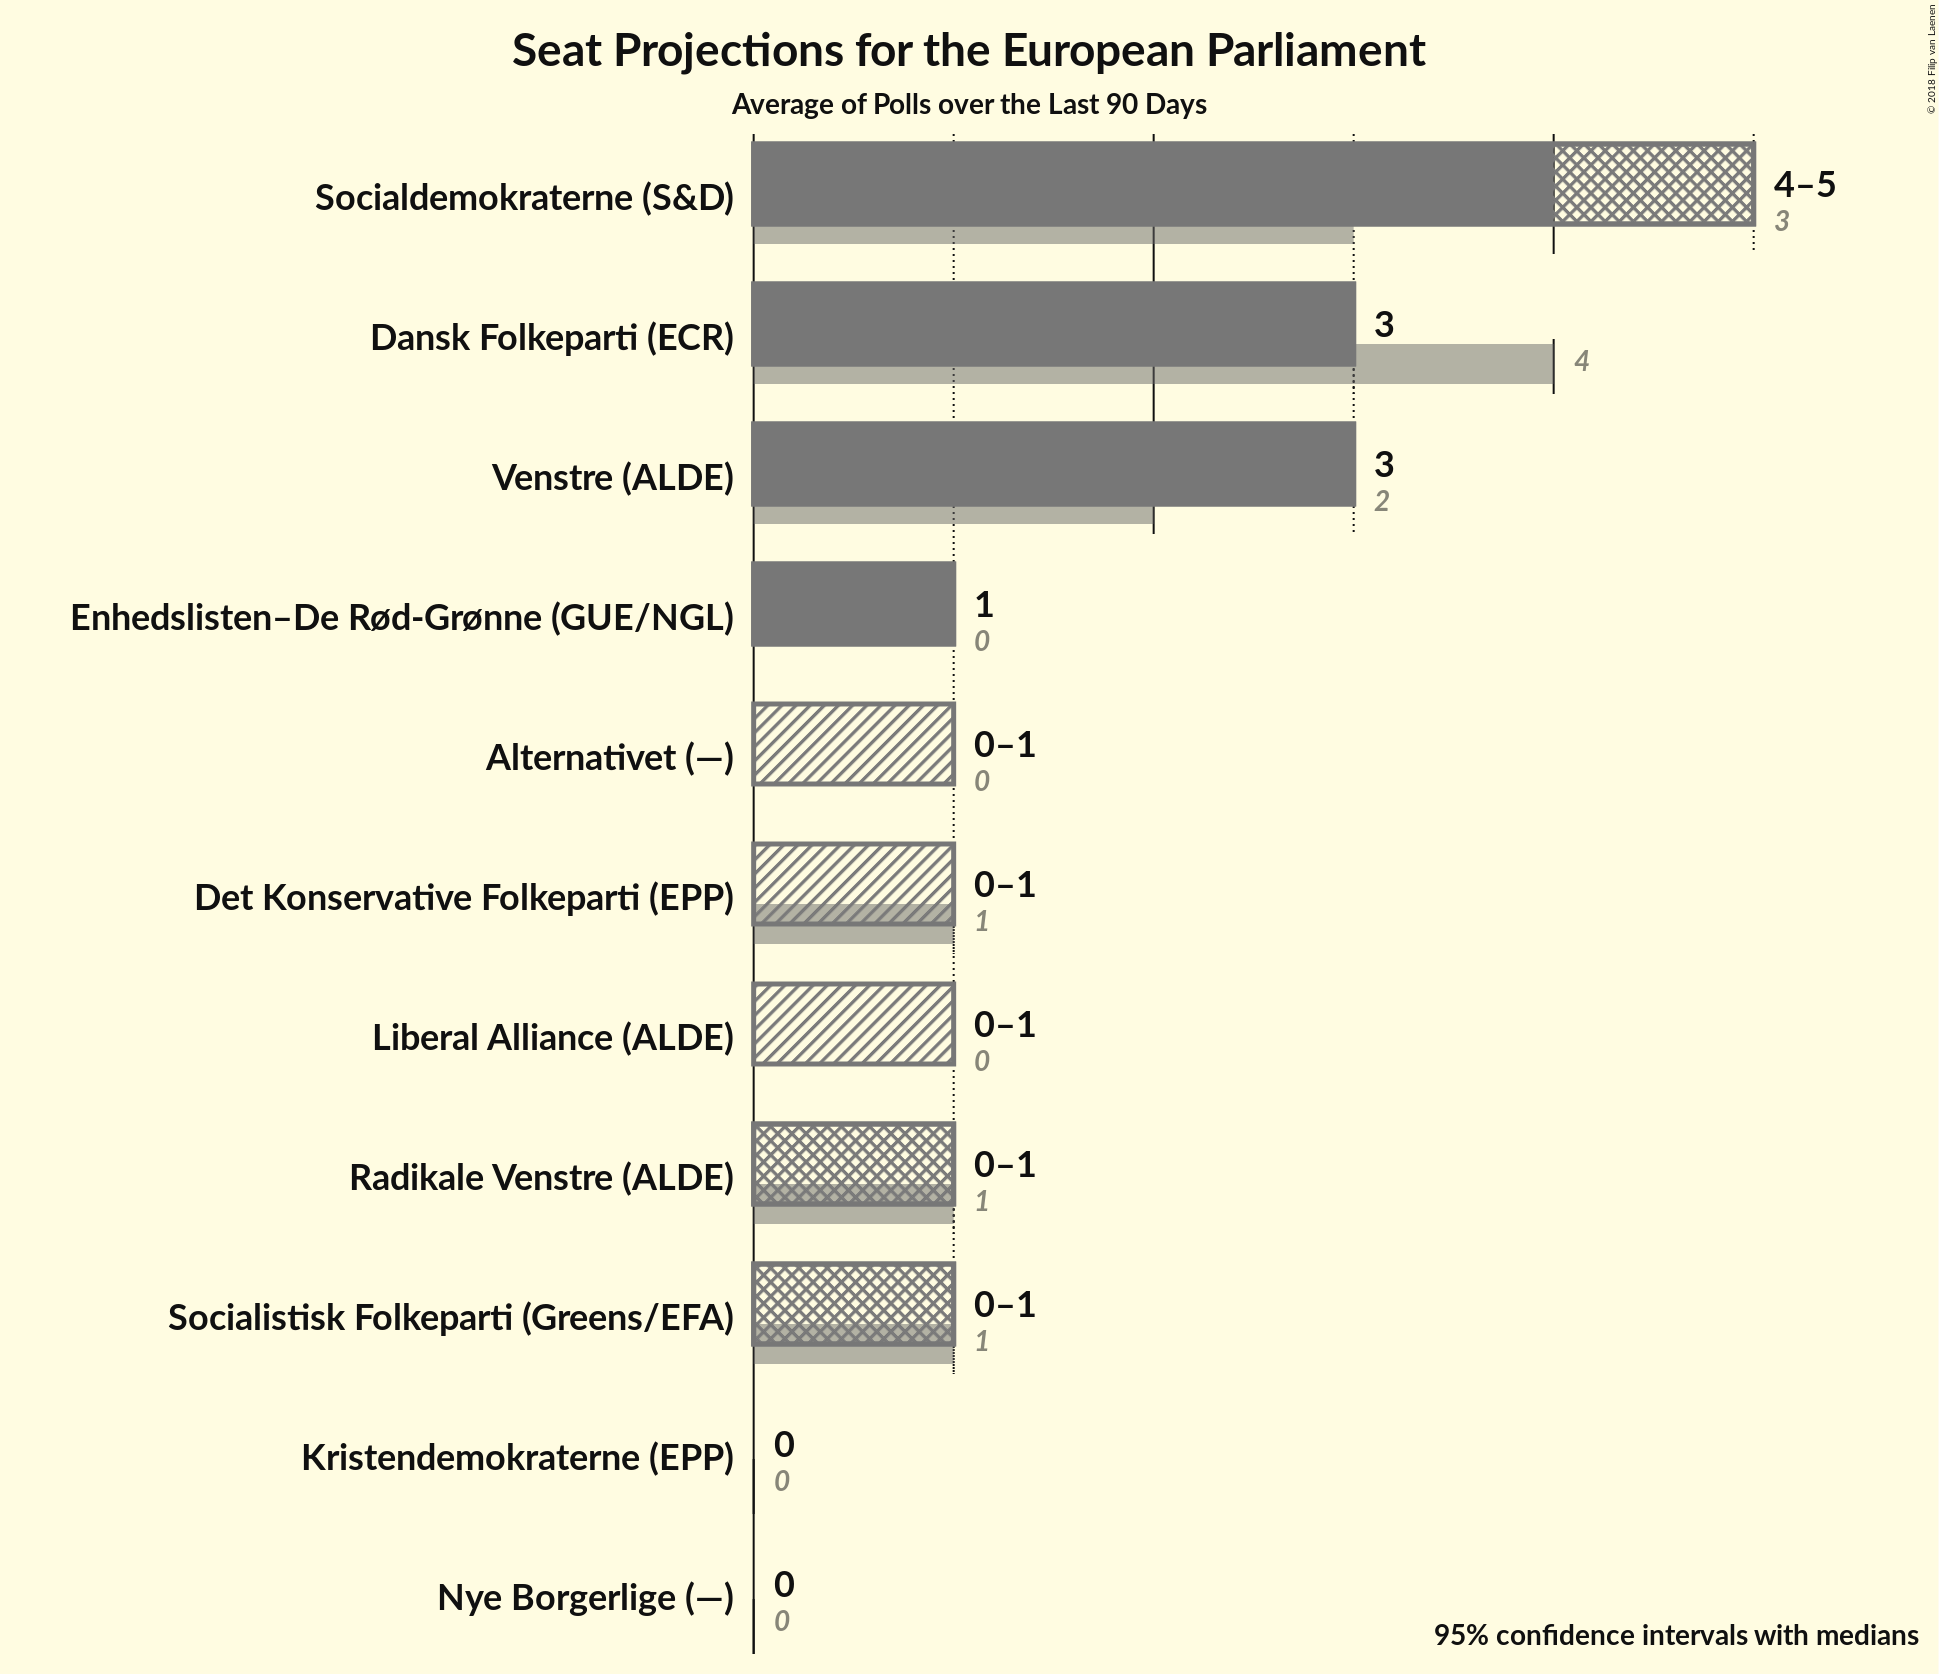 Seat Projections for the European Parliament
Average of Polls over the Last 90 Days
© 2018 Filip van Laenen
Socialdemokraterne (S&D)
4–5
3
Dansk Folkeparti (ECR)
3
4
Venstre (ALDE)
3
2
Enhedslisten–De Rød-Grønne (GUE/NGL)
1
0
Alternativet (—)
0–1
0
Det Konservative Folkeparti (EPP)
0–1
1
Liberal Alliance (ALDE)
0–1
0
Radikale Venstre (ALDE)
0–1
1
Socialistisk Folkeparti (Greens/EFA)
0–1
1
Kristendemokraterne (EPP)
0
0
Nye Borgerlige (—)
0
0
95% confidence intervals with medians